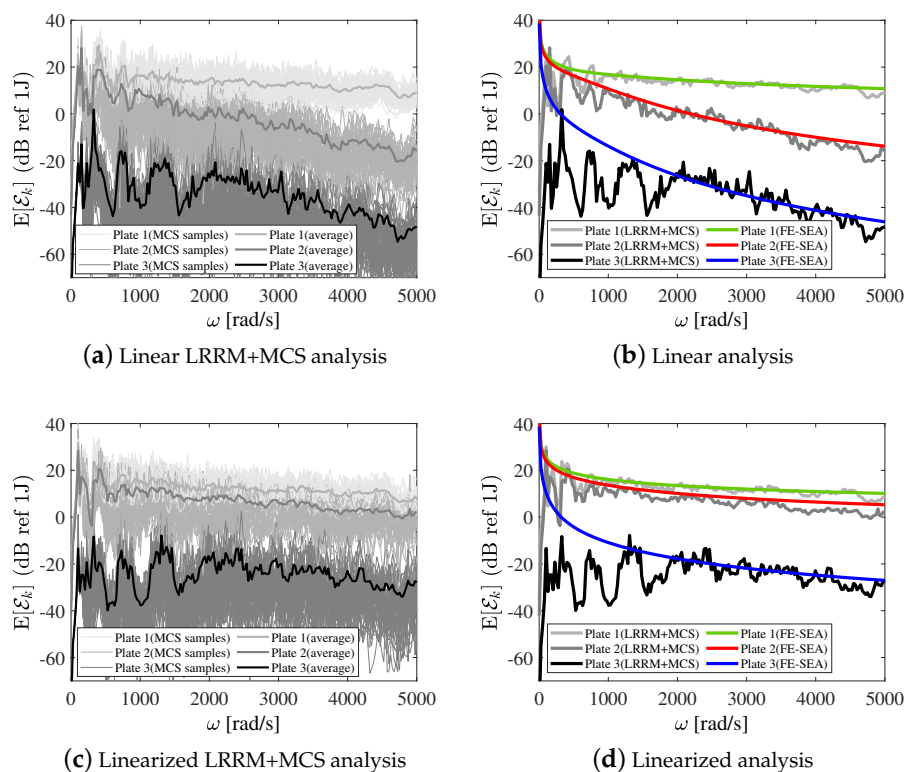 40
20
0
-20
-40
-60
E[ℰk] (dB ref 1J)
Plate 1(MCS samples) Plate 1(average)
Plate 2(MCS samples) Plate 2(average)
Plate 3(MCS samples) Plate 3(average)
0 1000 2000 3000 4000 5000
ω [rad/s]
(a) Linear LRRM+MCS analysis
40
20
0
-20
-40
-60
E[ℰk] (dB ref 1J)
Plate 1(LRRM+MCS) Plate 1(FE-SEA)
Plate 2(LRRM+MCS) Plate 2(FE-SEA)
Plate 3(LRRM+MCS) Plate 3(FE-SEA)
0 1000 2000 3000 4000 5000
ω [rad/s]
(b) Linear analysis
40
20
0
-20
-40
-60
E[ℰk] (dB ref 1J)
Plate 1(MCS samples) Plate 1(average)
Plate 2(MCS samples) Plate 2(average)
Plate 3(MCS samples) Plate 3(average)
0 1000 2000 3000 4000 5000
ω [rad/s]
(c) Linearized LRRM+MCS analysis
40
20
0
-20
-40
-60
E[ℰk] (dB ref 1J)
Plate 1(LRRM+MCS) Plate 1(FE-SEA)
Plate 2(LRRM+MCS) Plate 2(FE-SEA)
Plate 3(LRRM+MCS) Plate 3(FE-SEA)
0 1000 2000 3000 4000 5000
ω [rad/s]
(d) Linearized analysis